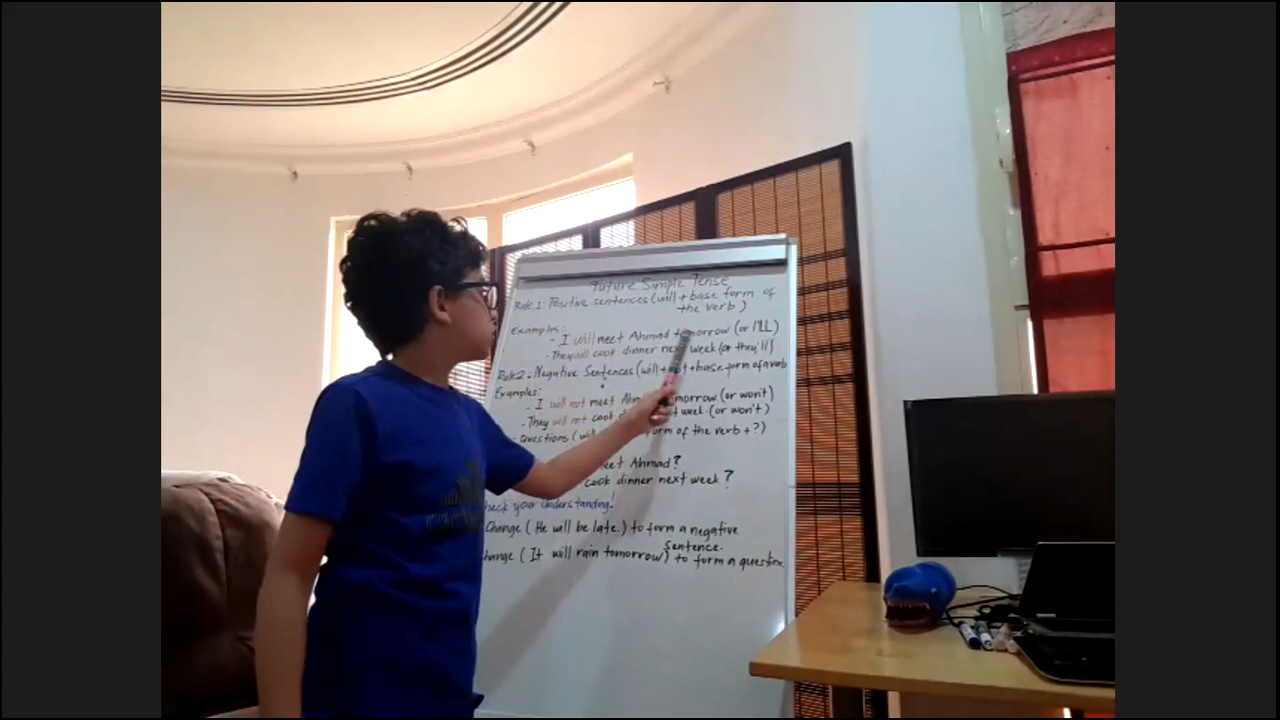 Future Simple Tense
Rule 1: Positive sentences (will + base form of
the verb)
Examples:
- I will meet Ahmad tomorrow (or I'LL)
- They will cook dinner next week (or they'll)
Rule 2. Negative Sentences (will + not + base form of a verb
Examples:
- I will not meet tomorrow (or won't)
- They will not cook week (or won't)
Questions ( form of the verb + ?)
meet Ahmad?
cook dinner next week?
check your understanding!
Change (He will be late.) to form a negative
sentence.
change (It will rain tomorrow) to form a question.